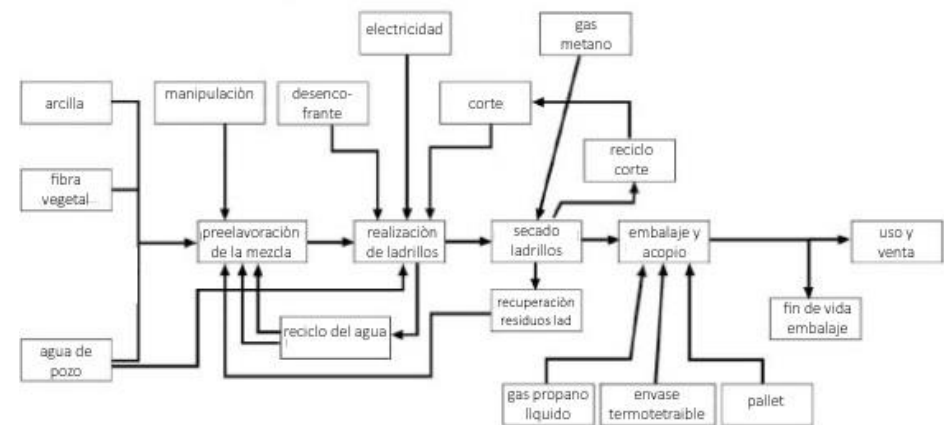 electricidad
gas
metano
arcilla
manipulaciòn
desenco-
frante
corte
reciclo
corte
fibra
vegetal
preelavoraciòn
de la mezcla
realizaciòn
de ladrillos
secado
ladrillos
embalaje y
acopio
uso y
venta
recuperaciòn
residuos lad
fin de vida
embalaje
reciclo del agua
agua de
pozo
gas propano
lìquido
envase
termotetraible
pallet